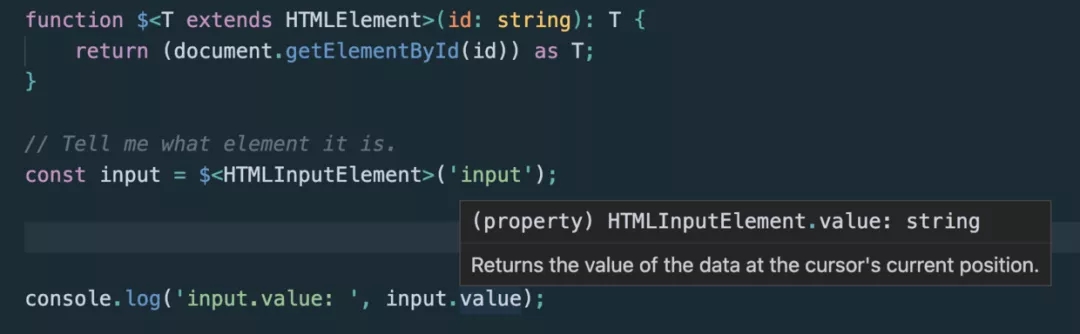 function $<T extends HTMLElement>(id: string): T {
    return (document.getElementById(id)) as T;
}
// Tell me what element it is.
const input = $<HTMLInputElement>('input');
(property) HTMLInputElement.value: string
Returns the value of the data at the cursor's current position.
console.log('input.value: ', input.value);